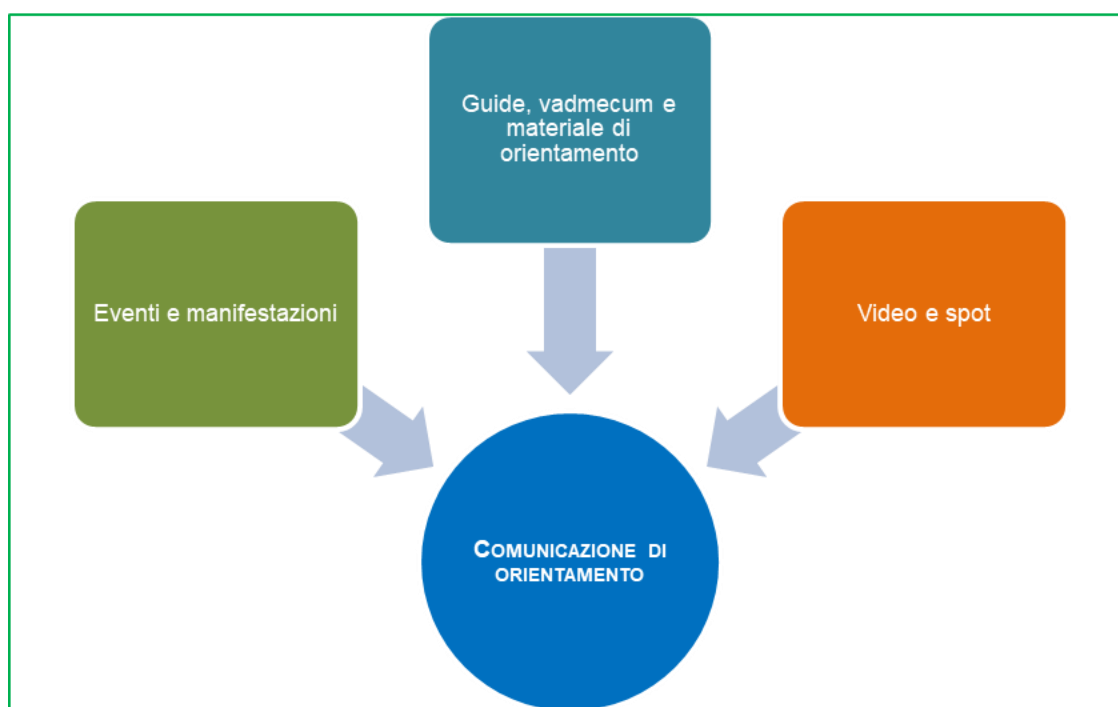 Guide, vadmecum e
materiale di
orientamento
Eventi e manifestazioni
Video e spot
COMUNICAZIONE DI
ORIENTAMENTO